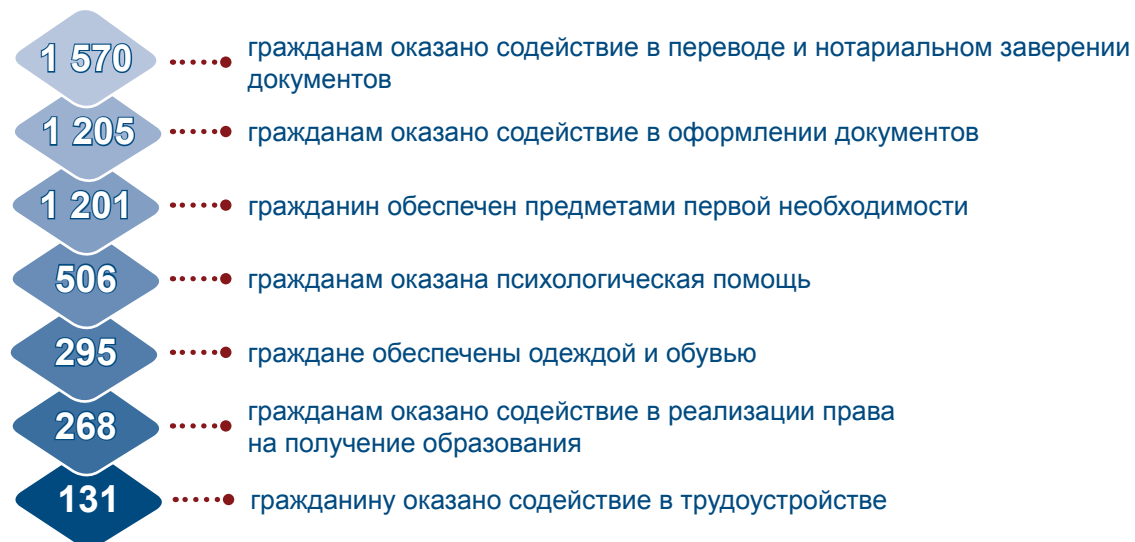 1 570
гражданам оказано содействие в переводе и нотариальном заверении
документов
1 205
гражданам оказано содействие в оформлении документов
1 201
гражданин обеспечен предметами первой необходимости
506
гражданам оказана психологическая помощь
295
граждане обеспечены одеждой и обувью
268
гражданам оказано содействие в реализации права
на получение образования
131
гражданину оказано содействие в трудоустройстве